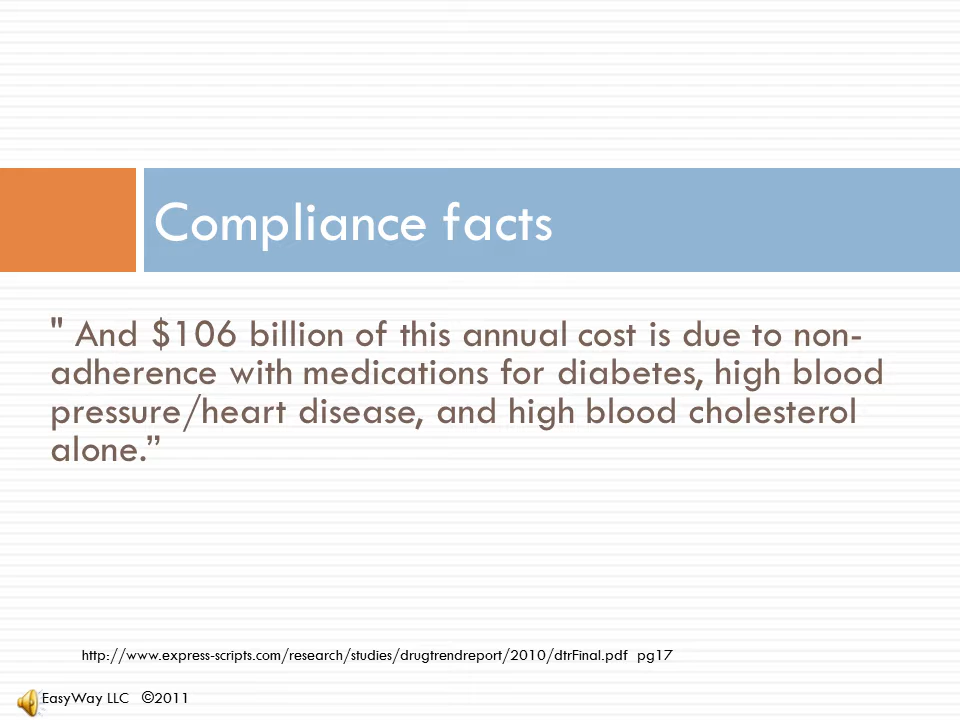 Compliance facts
" And $106 billion of this annual cost is due to non-
adherence with medications for diabetes, high blood
pressure/heart disease, and high blood cholesterol
alone.”
http://www.express-scripts.com/research/studies/drugtrendreport/2010/dtrFinal.pdf pg17
EasyWay LLC ©2011